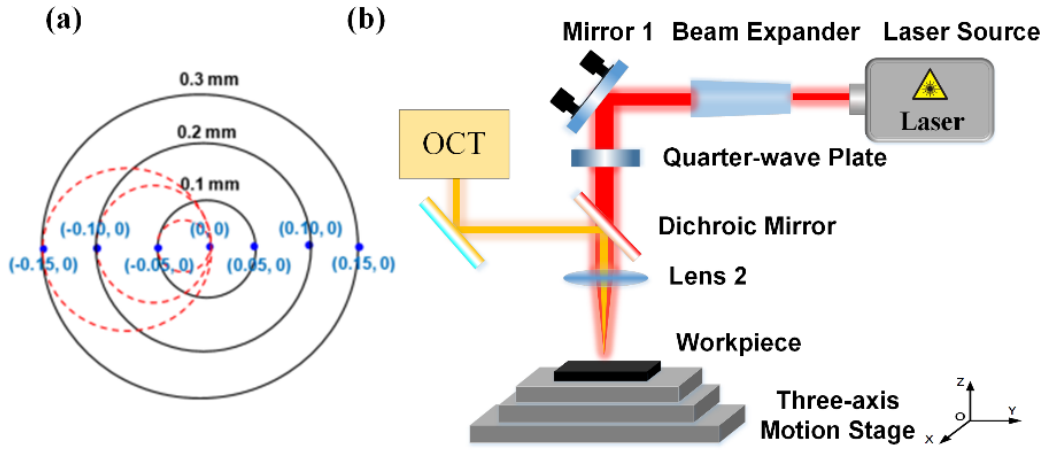 (a)
0.3 mm
0.2 mm
0.1 mm
(-0.10, 0)
(0, 0)
(0.10, 0)
(-0.15, 0)
(-0.05, 0)
(0.05, 0)
(0.15, 0)
(b)
Mirror 1
Beam Expander
Laser Source
Laser
OCT
Quarter-wave Plate
Dichroic Mirror
Lens 2
Workpiece
Three-axis
Motion Stage
Z
O
Y
X